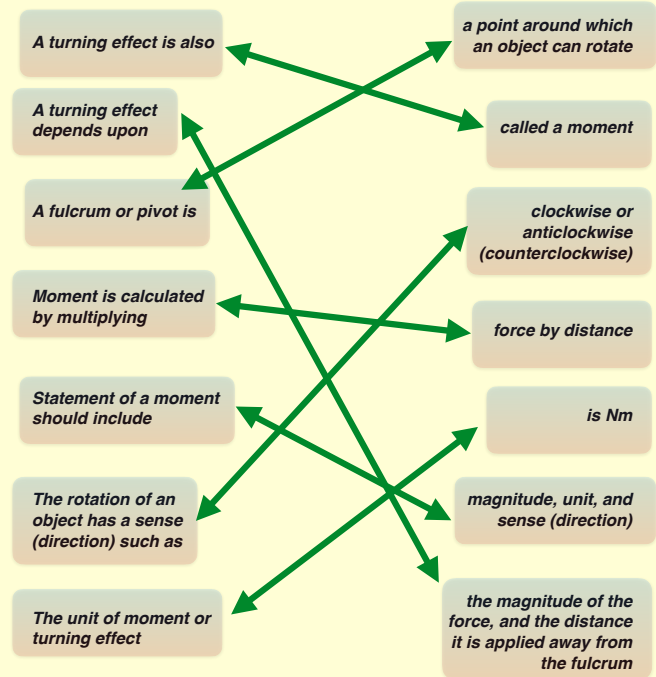 A turning effect is also
A turning effect
depends upon
A fulcrum or pivot is
Moment is calculated
by multiplying
Statement of a moment
should include
The rotation of an
object has a sense
(direction) such as
The unit of moment or
turning effect
a point around which
an object can rotate
called a moment
clockwise or
anticlockwise
(counterclockwise)
force by distance
is Nm
magnitude, unit, and
sense (direction)
the magnitude of the
force, and the distance
it is applied away from
the fulcrum